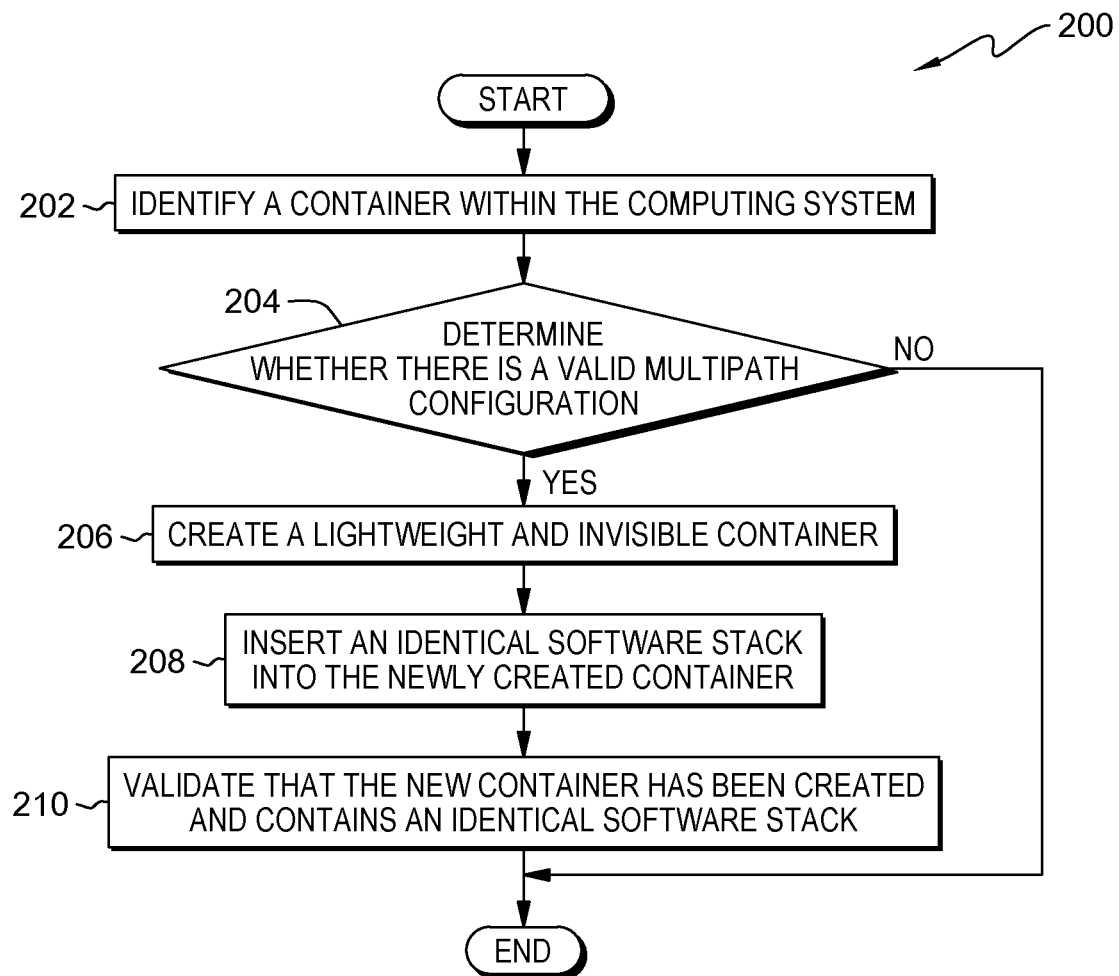 200
START
202
IDENTIFY A CONTAINER WITHIN THE COMPUTING SYSTEM
204
DETERMINE
WHETHER THERE IS A VALID MULTIPATH
CONFIGURATION
NO
YES
206
CREATE A LIGHTWEIGHT AND INVISIBLE CONTAINER
208
INSERT AN IDENTICAL SOFTWARE STACK
INTO THE NEWLY CREATED CONTAINER
210
VALIDATE THAT THE NEW CONTAINER HAS BEEN CREATED
AND CONTAINS AN IDENTICAL SOFTWARE STACK
END